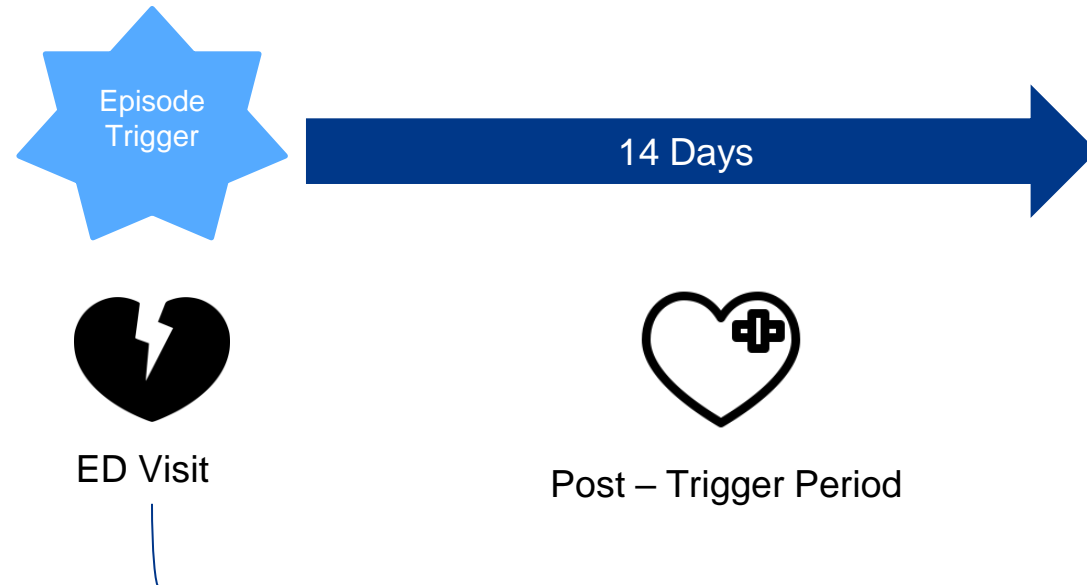 Episode
Trigger
14 Days
ED Visit
Post – Trigger Period